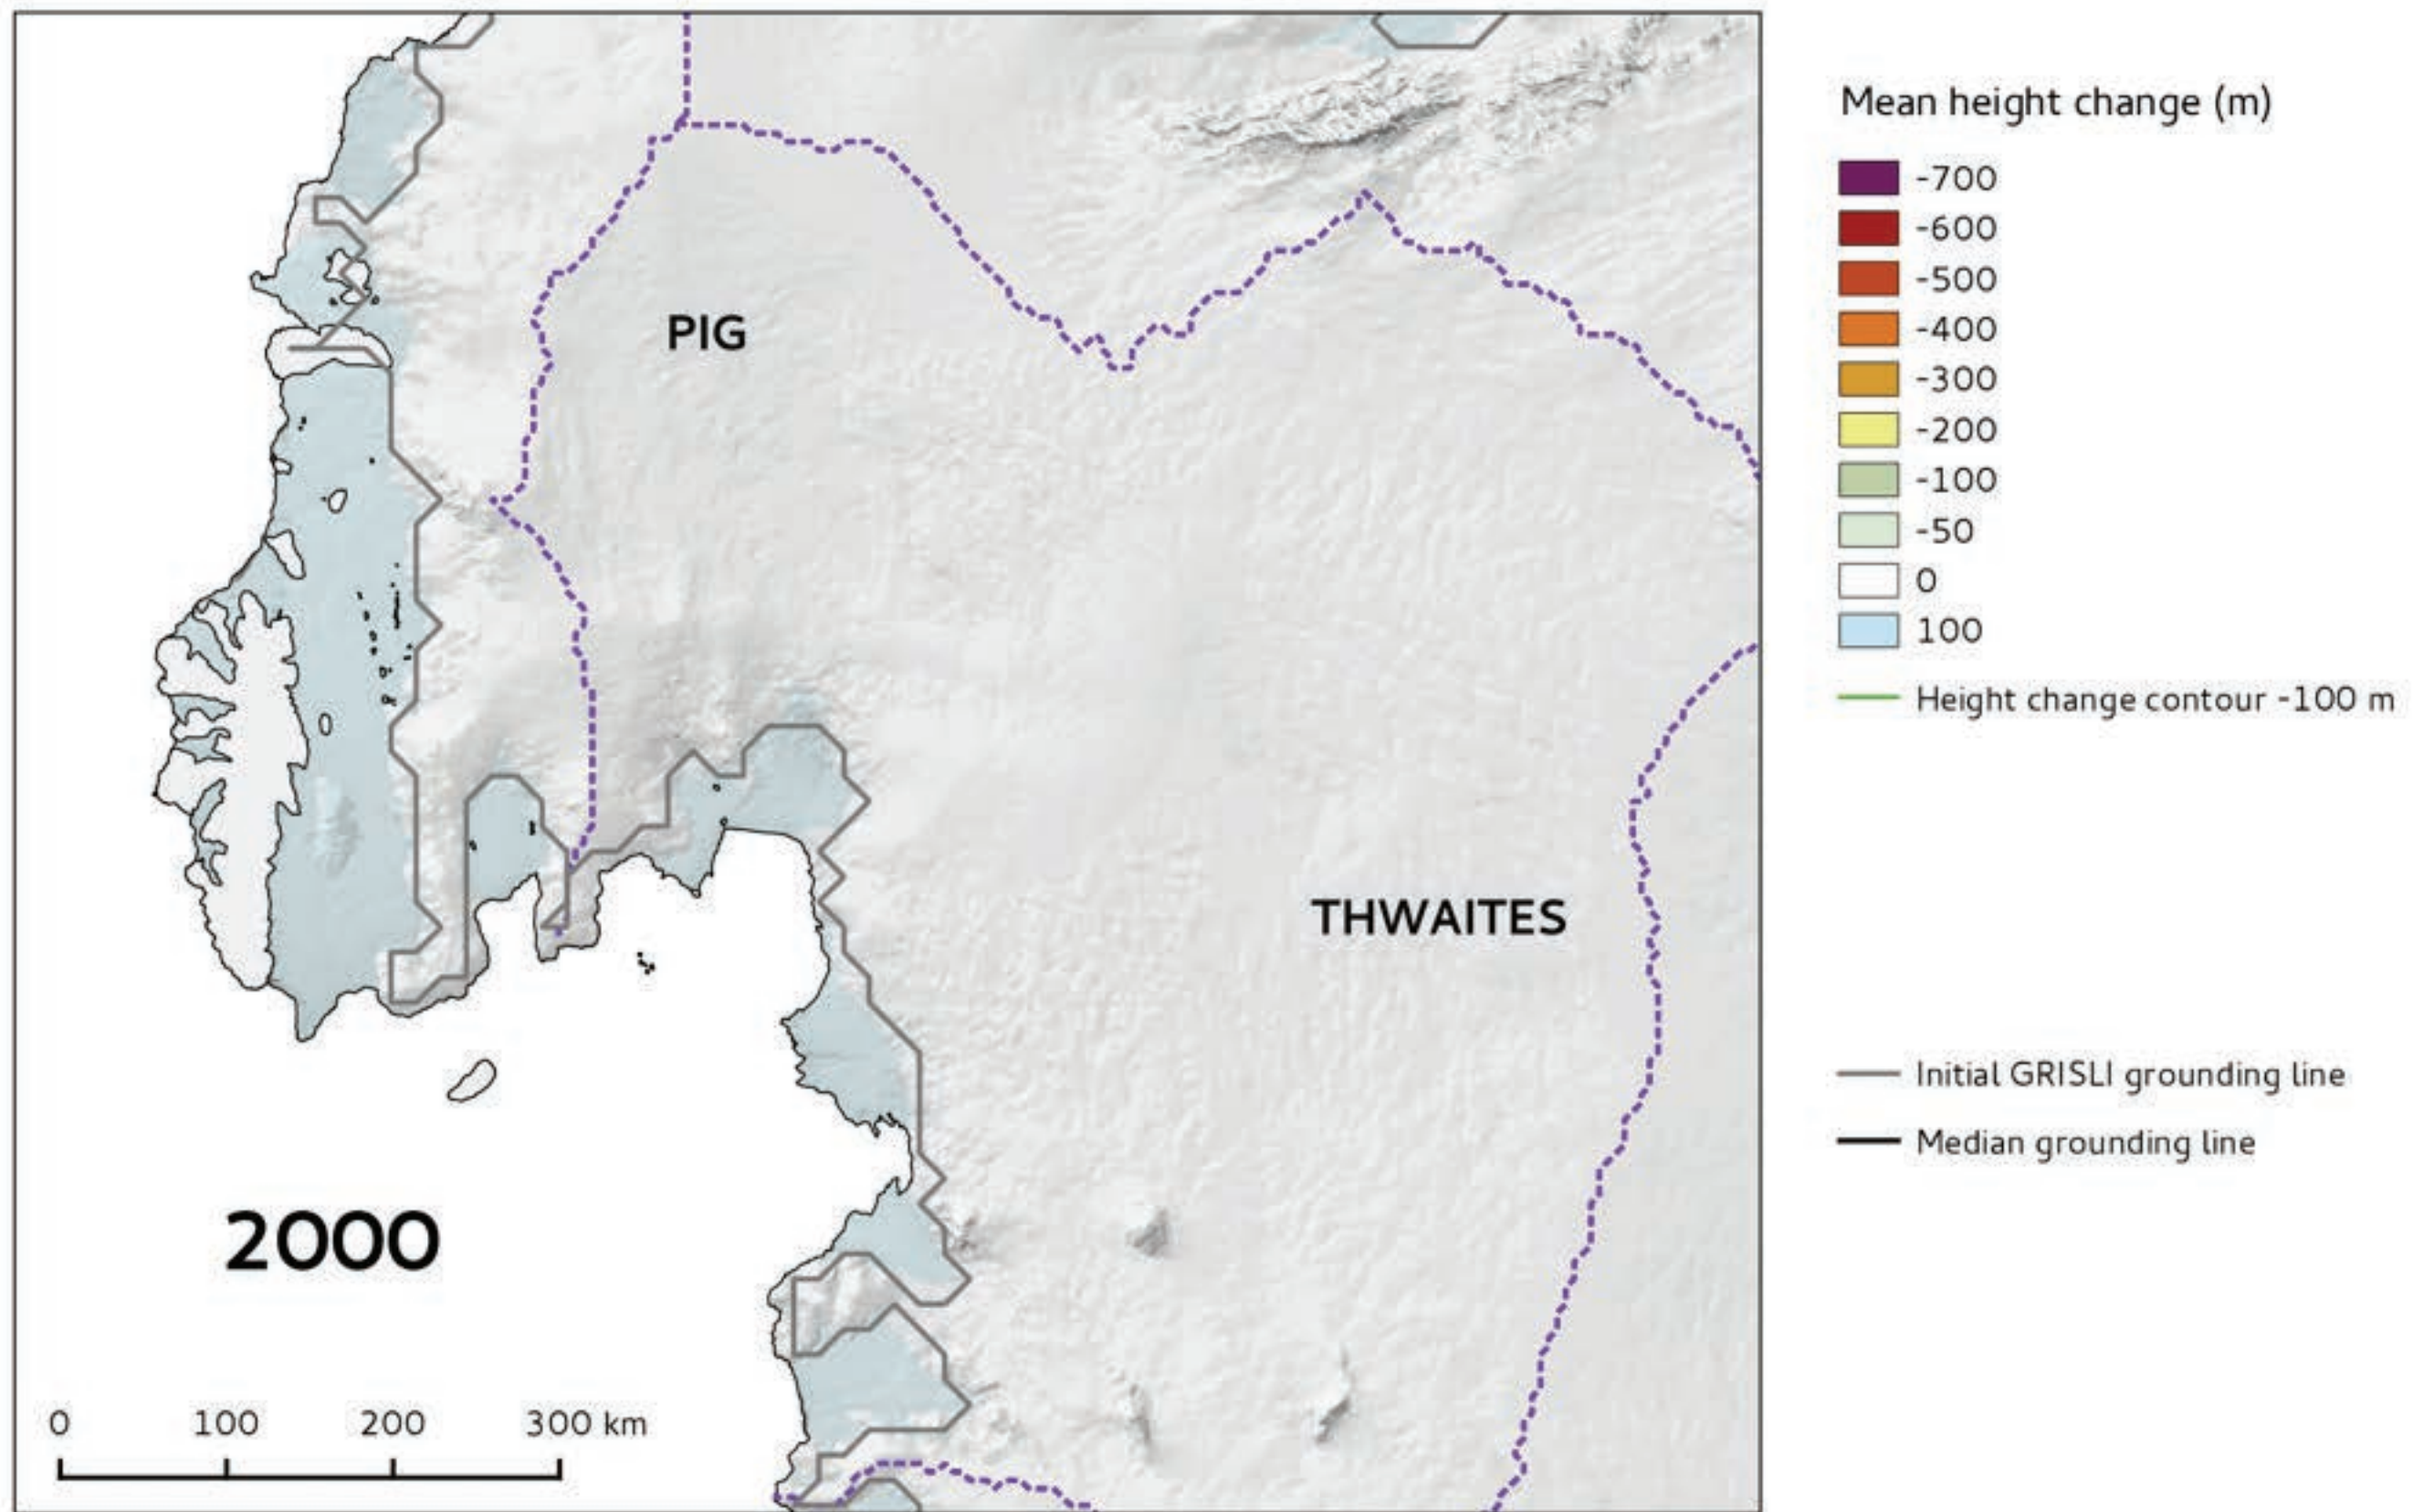 PIG
THWAITES
2000
0 100 200 300 km
Mean height change (m)
-700
-600
-500
-400
-300
-200
-100
-50
0
100
Height change contour -100 m
Initial GRISLI grounding line
Median grounding line